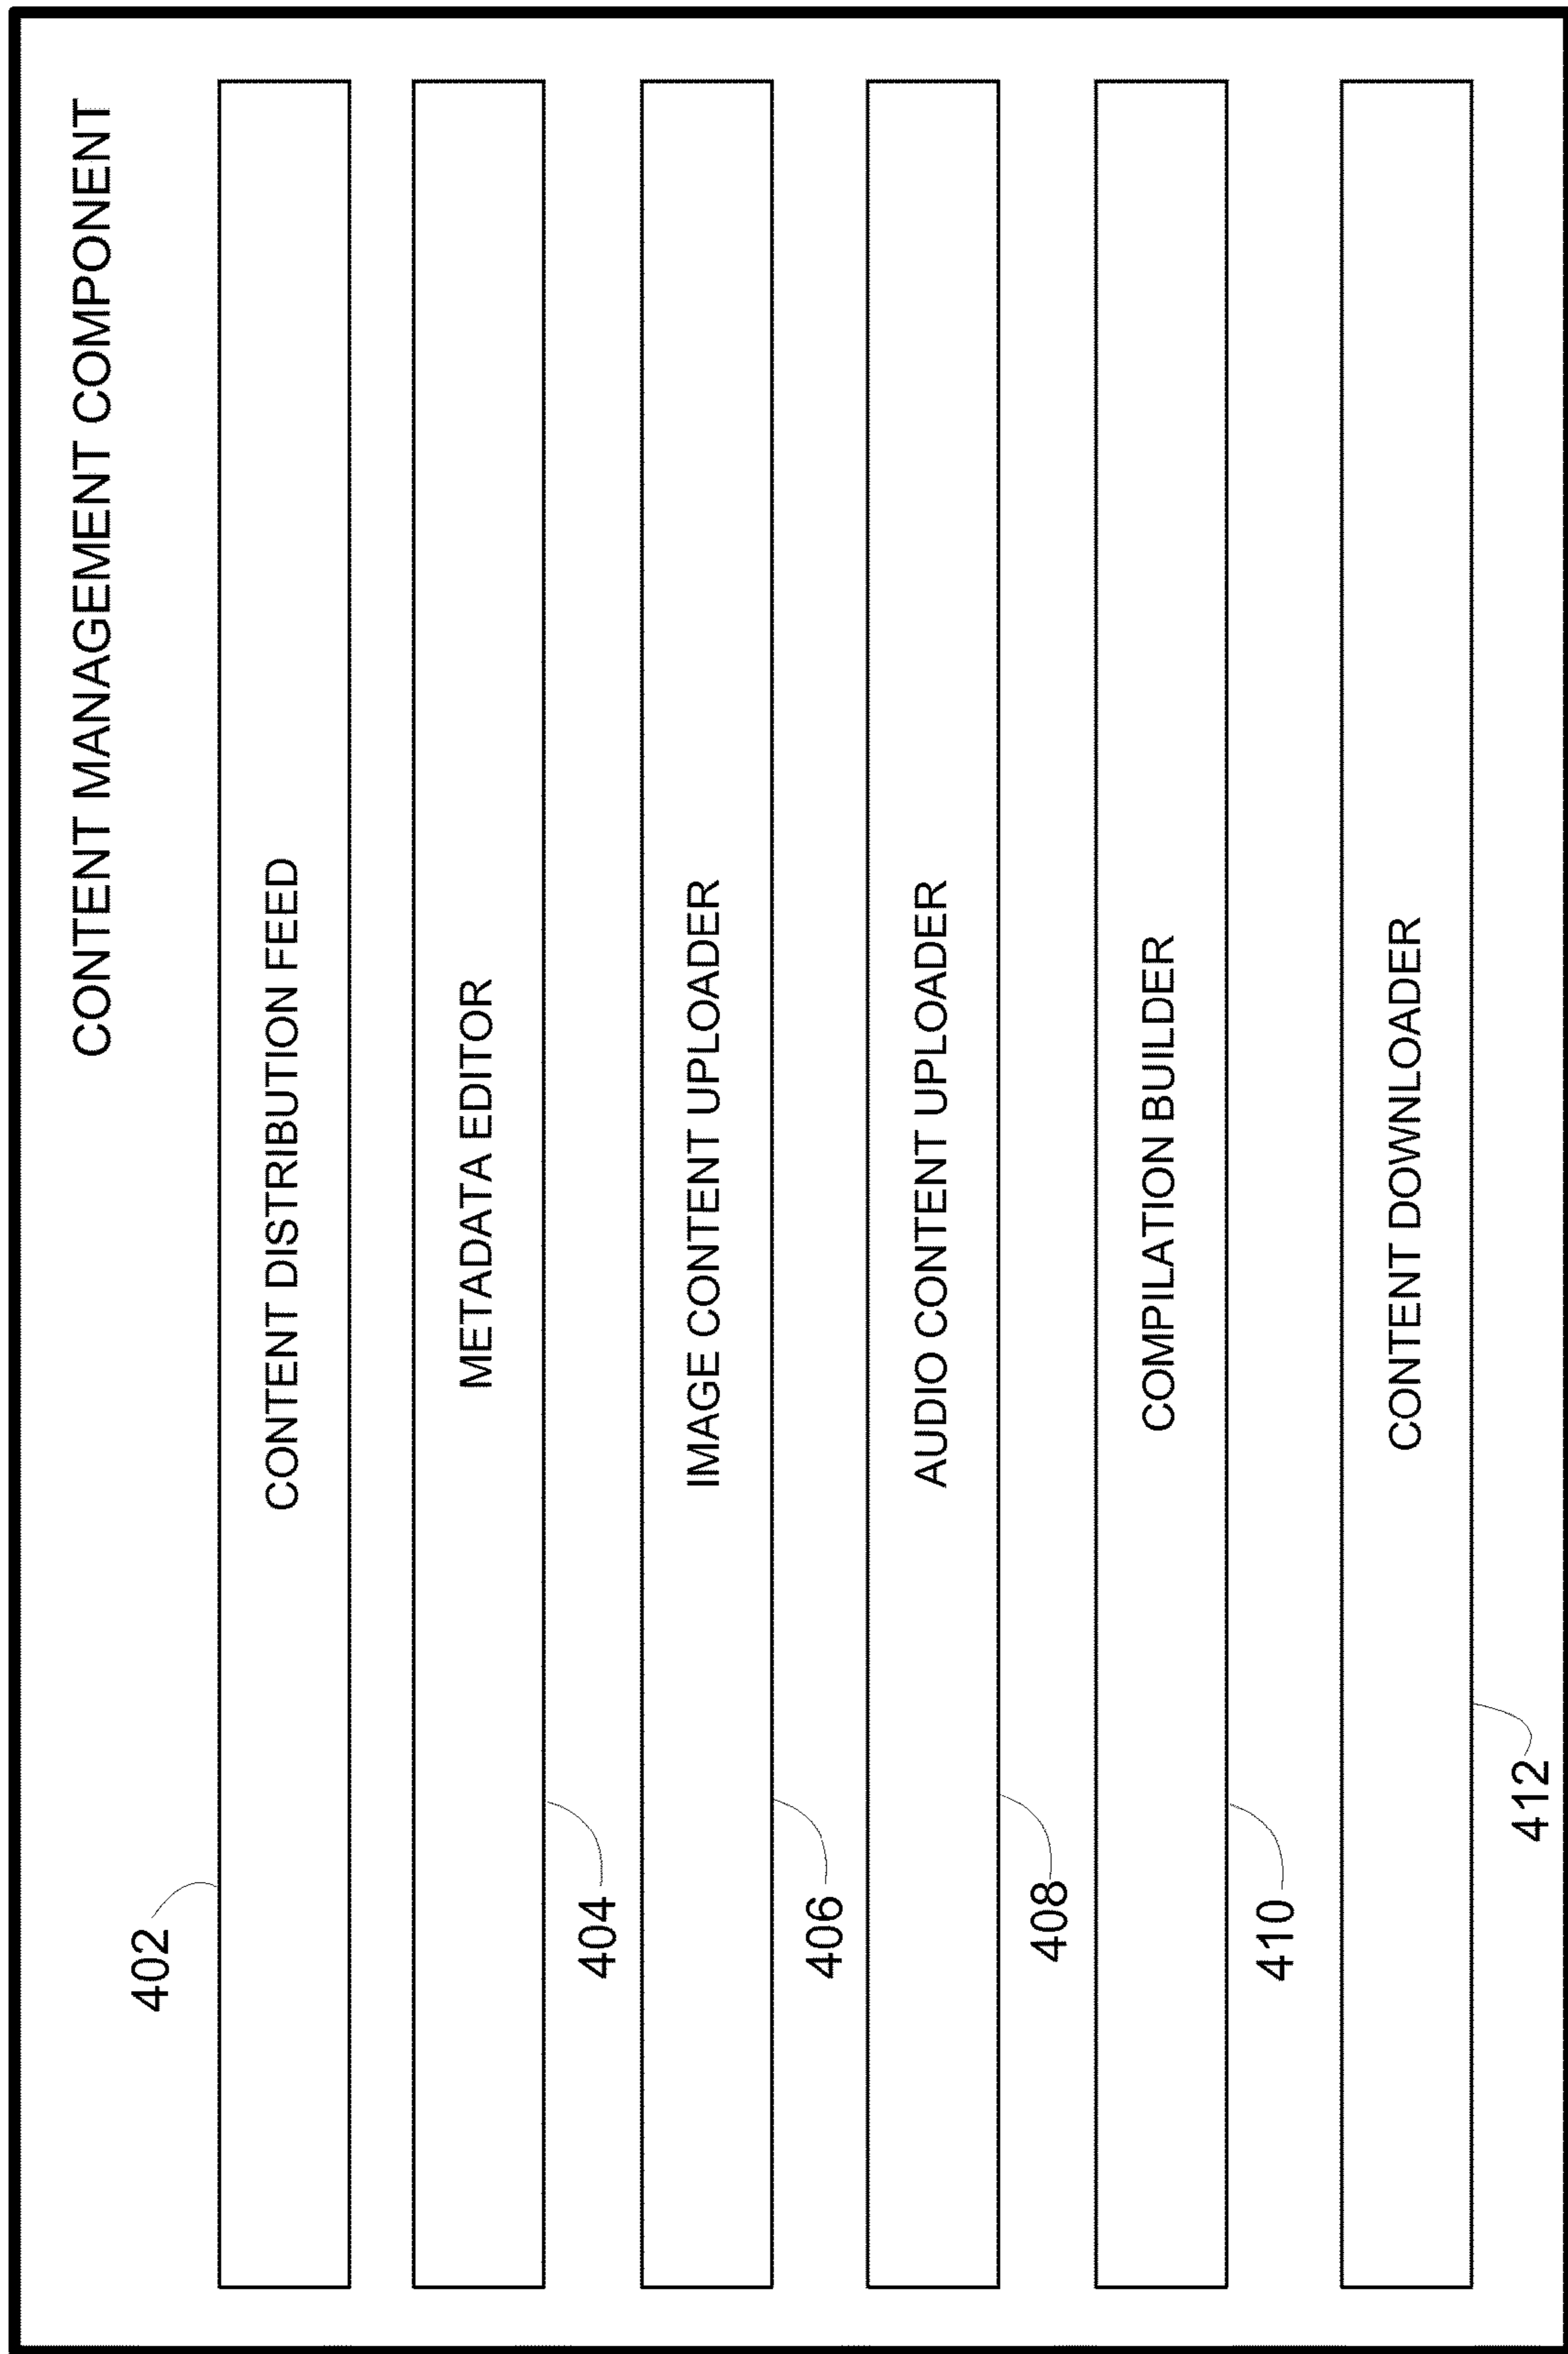 CONTENT MANAGEMENT COMPONENT
402
CONTENT DISTRIBUTION FEED
METADATA EDITOR
404
IMAGE CONTENT UPLOADER
406
AUDIO CONTENT UPLOADER
408
COMPILATION BUILDER
410
CONTENT DOWNLOADER
412